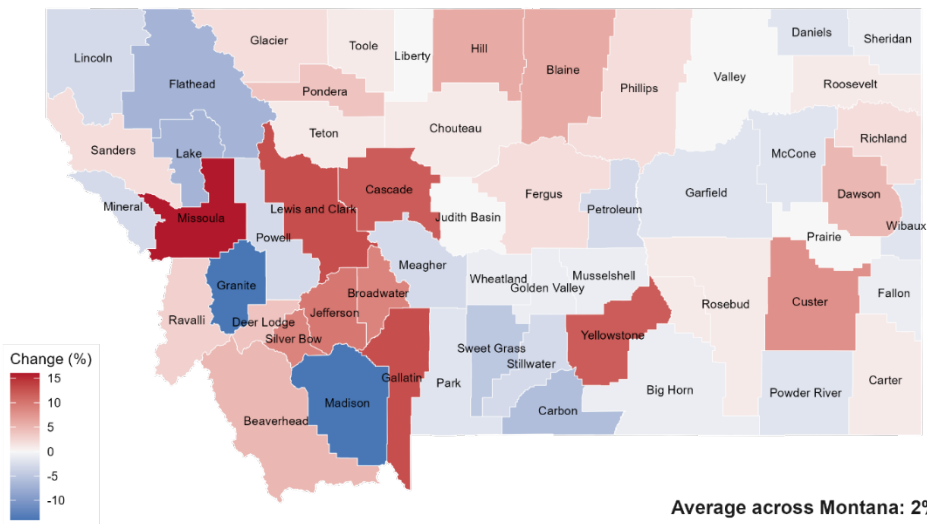 Lincoln
Flathead
Glacier
Toole
Liberty
Hill
Blaine
Phillips
Valley
Daniels
Sheridan
Roosevelt
Pondera
Teton
Chouteau
Sanders
Lake
Mineral
Missoula
Powell
Lewis and Clark
Cascade
Judith Basin
Fergus
Petroleum
Garfield
McCone
Richland
Dawson
Wibaux
Prairie
Granite
Ravalli
Deer Lodge
Silver Bow
Jefferson
Broadwater
Meagher
Wheatland
Golden Valley
Musselshell
Rosebud
Custer
Fallon
Beaverhead
Madison
Gallatin
Park
Sweet Grass
Stillwater
Yellowstone
Carbon
Big Horn
Powder River
Carter
Change (%)
15
10
5
0
-5
-10
Average across Montana: 2%